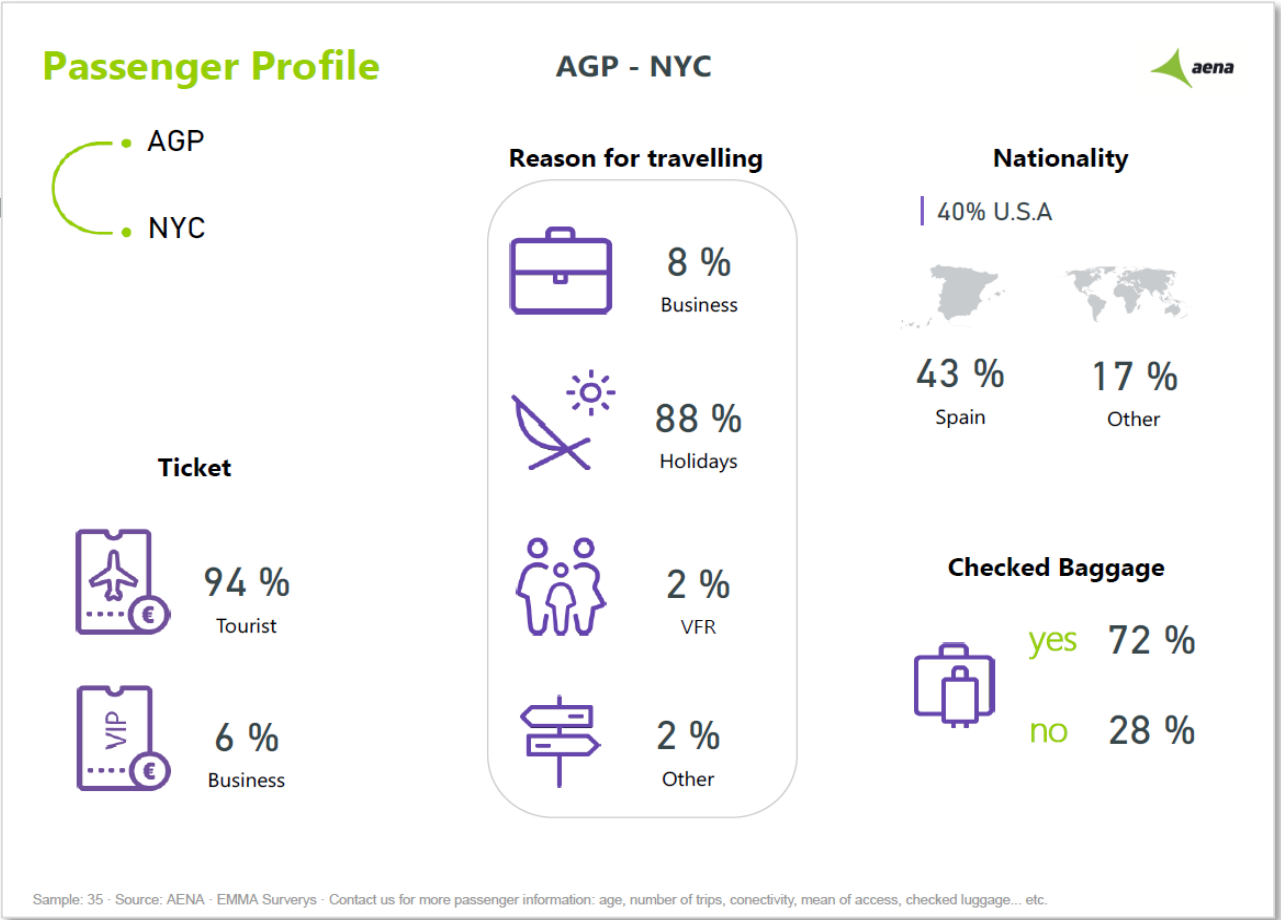 Passenger Profile
AGP - NYC
aena
AGP
NYC
Reason for travelling
8 %
Business
88 %
Holidays
2 %
VFR
2 %
Other
Nationality
40% U.S.A
43 %
Spain
17 %
Other
Ticket
€
94 %
Tourist
VIP
€
6 %
Business
Checked Baggage
yes 72 %
no 28 %
Sample: 35 · Source: AENA · EMMA Surverys · Contact us for more passenger information: age, number of trips, conectivity, mean of access, checked luggage... etc.